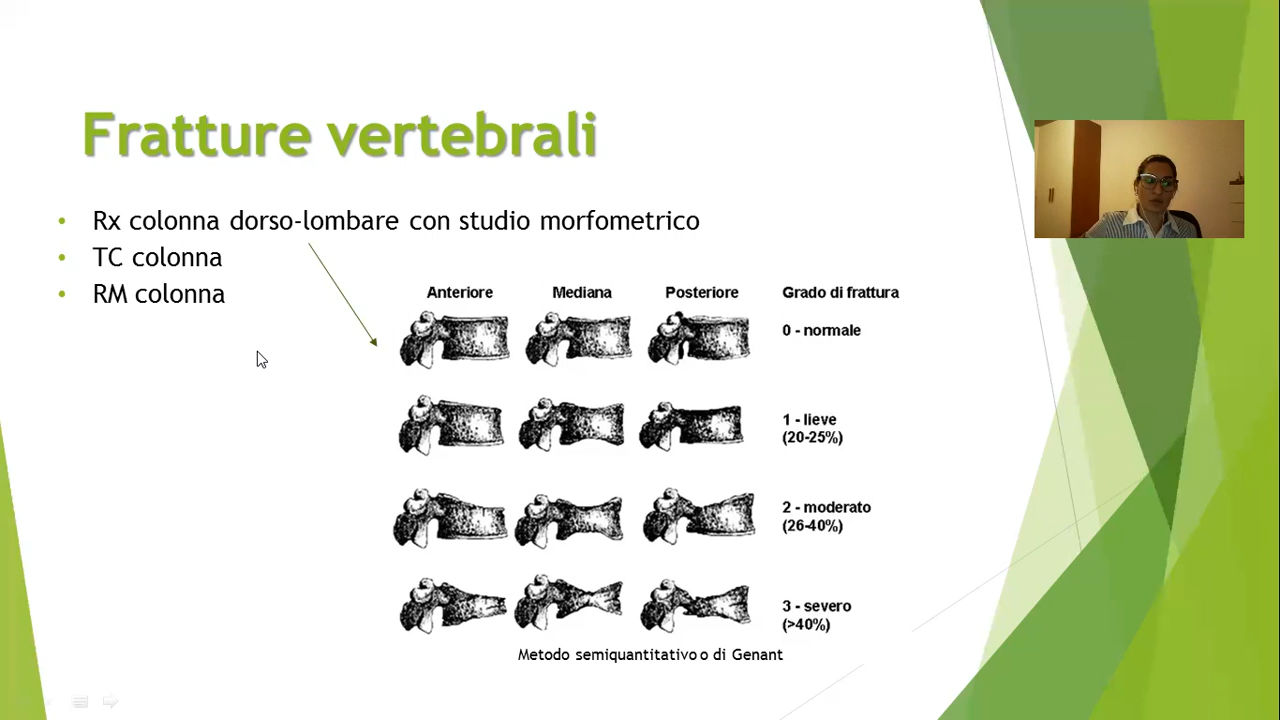 Fratture vertebrali
• Rx colonna dorso-lombare con studio morfometrico
• TC colonna
• RM colonna
Anteriore Mediana Posteriore Grado di frattura
0 - normale
1 - lieve
(20-25%)
2 - moderato
(26-40%)
3 - severo
(>40%)
Metodo semiquantitativo o di Genant